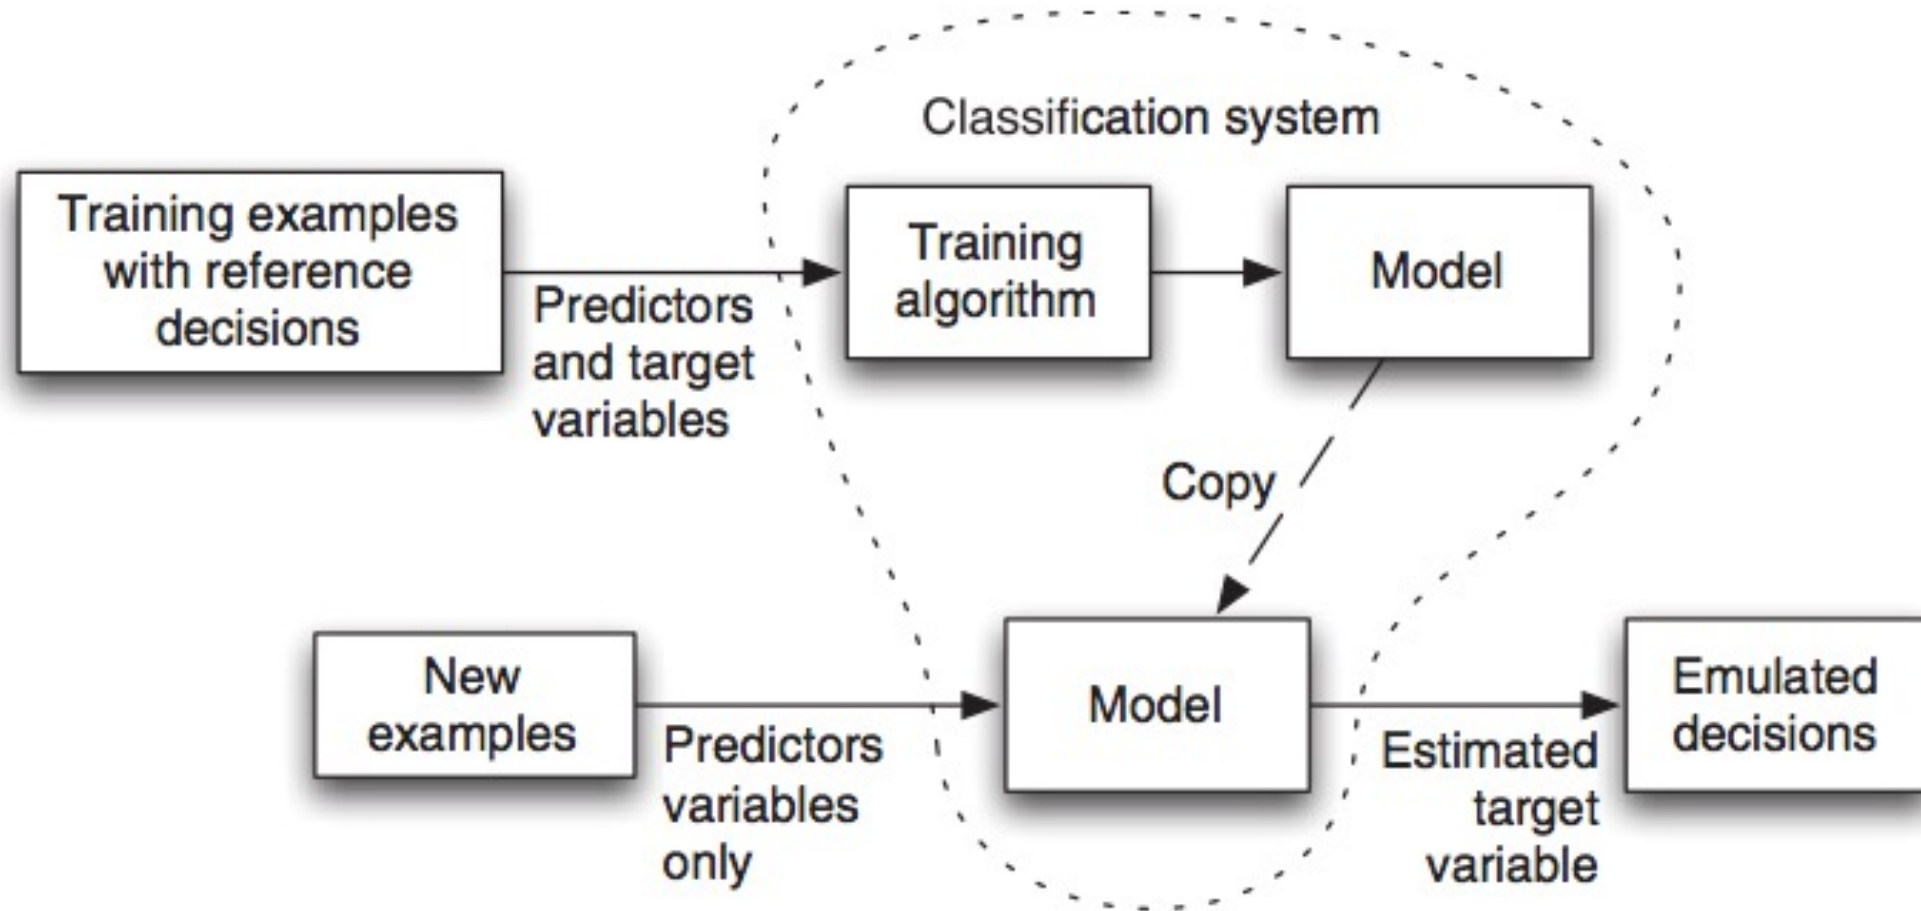 Classification system
Training examples
with reference
decisions
Predictors
and target
variables
Training
algorithm
Model
Copy
New
examples
Predictors
variables
only
Model
Estimated
target
variable
Emulated
decisions